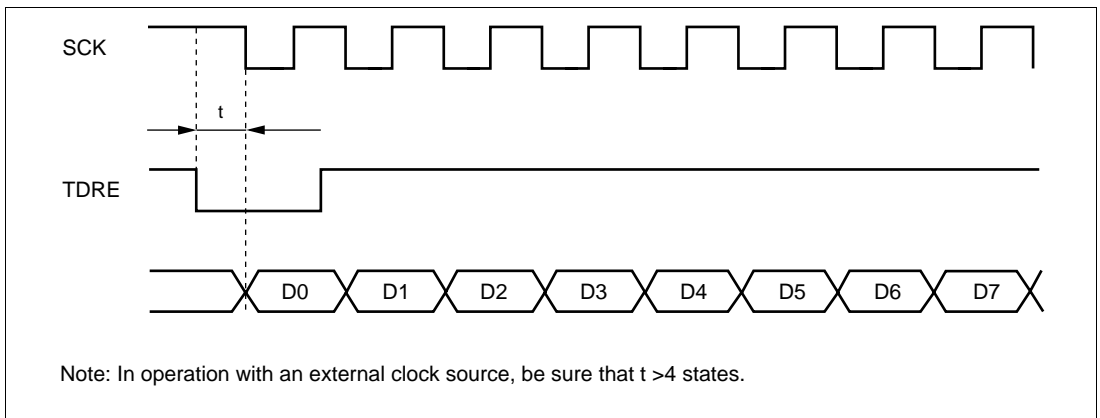 SCK
t
TDRE
D0 D1 D2 D3 D4 D5 D6 D7
Note: In operation with an external clock source, be sure that t >4 states.